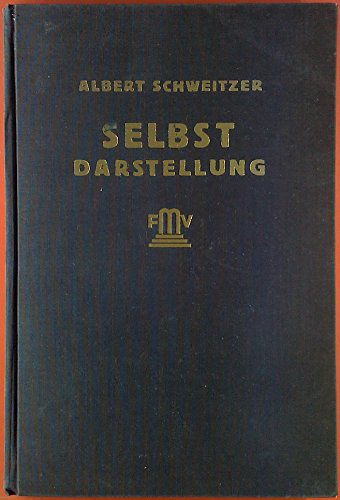 ALBERT SCHWEITZER
SELBST
DARSTELLUNG
FMV